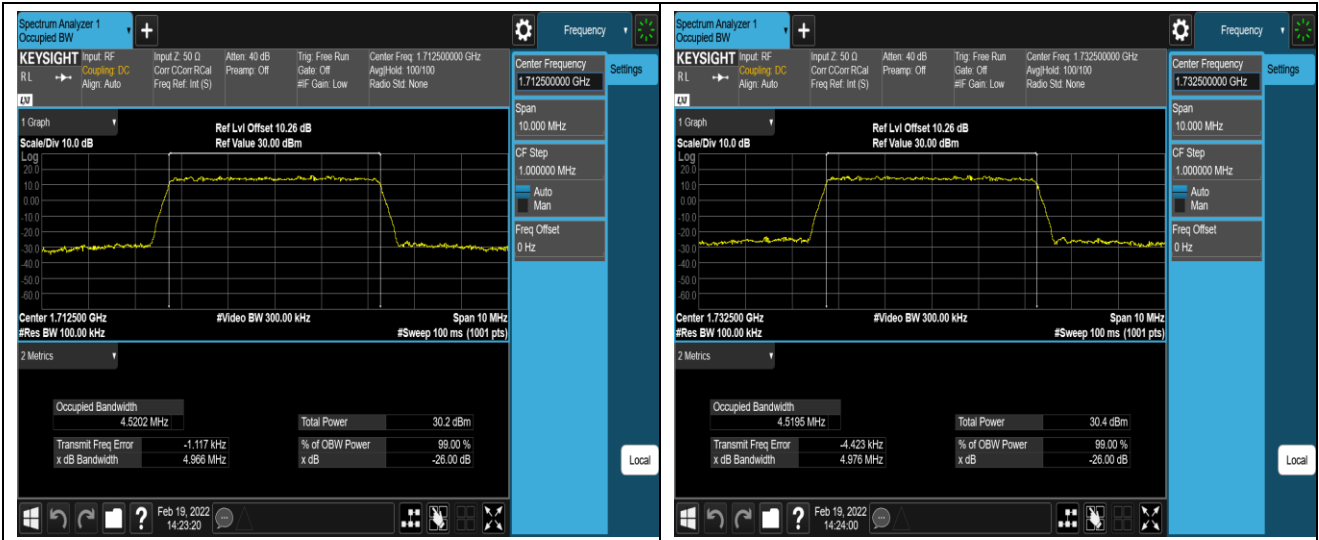 Spectrum Analyzer 1
Occupied BW
Frequency
KEYSIGHT
Input: RF
Coupling: DC
Align: Auto
Input Z: 50 Ω
Corr CCorr RCal
Freq Ref: Int (S)
Atten: 40 dB
Preamp: Off
Trig: Free Run
Gate: Off
#IF Gain: Low
Center Freq: 1.712500000 GHz
Avg|Hold: 100/100
Radio Std: None
R L
LXI
Center Frequency
1.712500000 GHz
Settings
Span
10.000 MHz
CF Step
1.000000 MHz
Auto
Man
Freq Offset
0 Hz
1 Graph
Ref Lvl Offset 10.26 dB
Scale/Div 10.0 dB
Ref Value 30.00 dBm
Log
20.0
10.0
0.00
-10.0
-20.0
-30.0
-40.0
-50.0
-60.0
Center 1.712500 GHz
#Video BW 300.00 kHz
Span 10 MHz
#Res BW 100.00 kHz
#Sweep 100 ms (1001 pts)
2 Metrics
Occupied Bandwidth
4.5202 MHz
Total Power
30.2 dBm
Transmit Freq Error
-1.117 kHz
% of OBW Power
99.00 %
x dB Bandwidth
4.966 MHz
x dB
-26.00 dB
Local
?
Feb 19, 2022
14:23:20
Spectrum Analyzer 1
Occupied BW
Frequency
KEYSIGHT
Input: RF
Coupling: DC
Align: Auto
Input Z: 50 Ω
Corr CCorr RCal
Freq Ref: Int (S)
Atten: 40 dB
Preamp: Off
Trig: Free Run
Gate: Off
#IF Gain: Low
Center Freq: 1.732500000 GHz
Avg|Hold: 100/100
Radio Std: None
R L
LXI
Center Frequency
1.732500000 GHz
Settings
Span
10.000 MHz
CF Step
1.000000 MHz
Auto
Man
Freq Offset
0 Hz
1 Graph
Ref Lvl Offset 10.26 dB
Scale/Div 10.0 dB
Ref Value 30.00 dBm
Log
20.0
10.0
0.00
-10.0
-20.0
-30.0
-40.0
-50.0
-60.0
Center 1.732500 GHz
#Video BW 300.00 kHz
Span 10 MHz
#Res BW 100.00 kHz
#Sweep 100 ms (1001 pts)
2 Metrics
Occupied Bandwidth
4.5195 MHz
Total Power
30.4 dBm
Transmit Freq Error
-4.423 kHz
% of OBW Power
99.00 %
x dB Bandwidth
4.976 MHz
x dB
-26.00 dB
Local
?
Feb 19, 2022
14:24:00